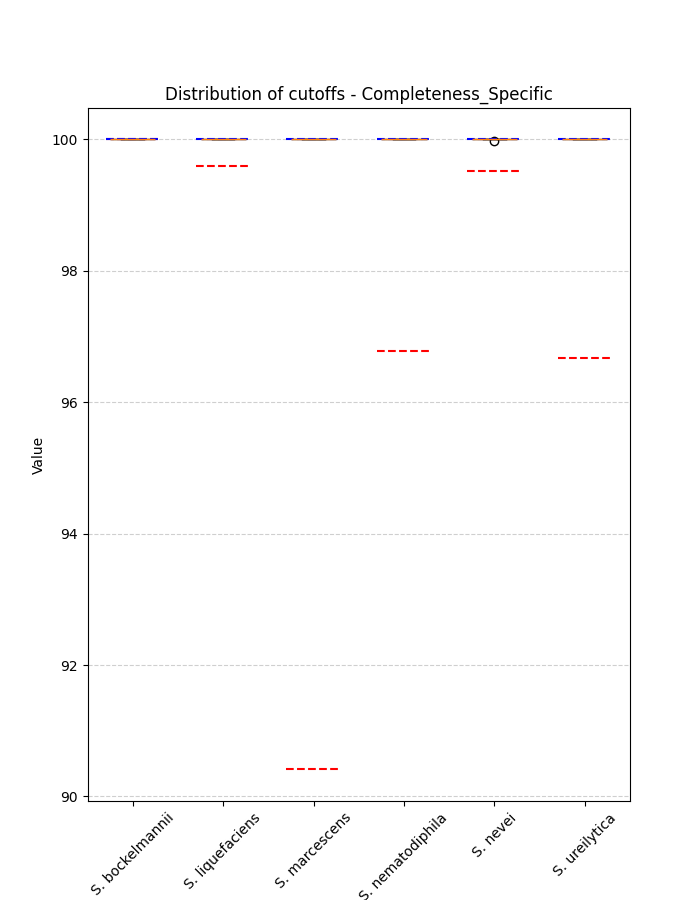 Distribution of cutoffs - Completeness_Specific
Value
100
98
96
94
92
90
S. bockelmannii
S. liquefaciens
S. marcescens
S. nematodiphila
S. nevei
S. ureilytica